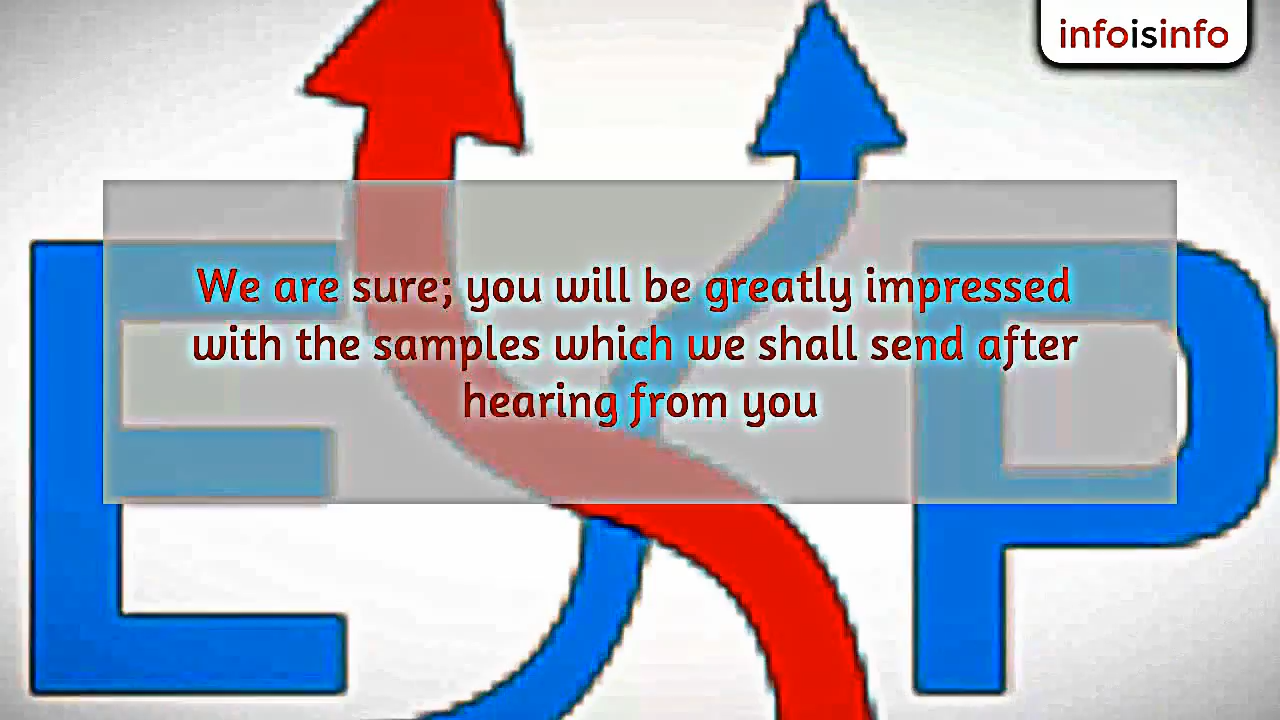 infoisinfo
We are sure; you will be greatly impressed
with the samples which we shall send after
hearing from you
E P